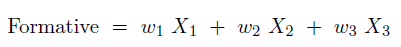 Formative = w₁ X₁ + w₂ X₂ + w₃ X₃